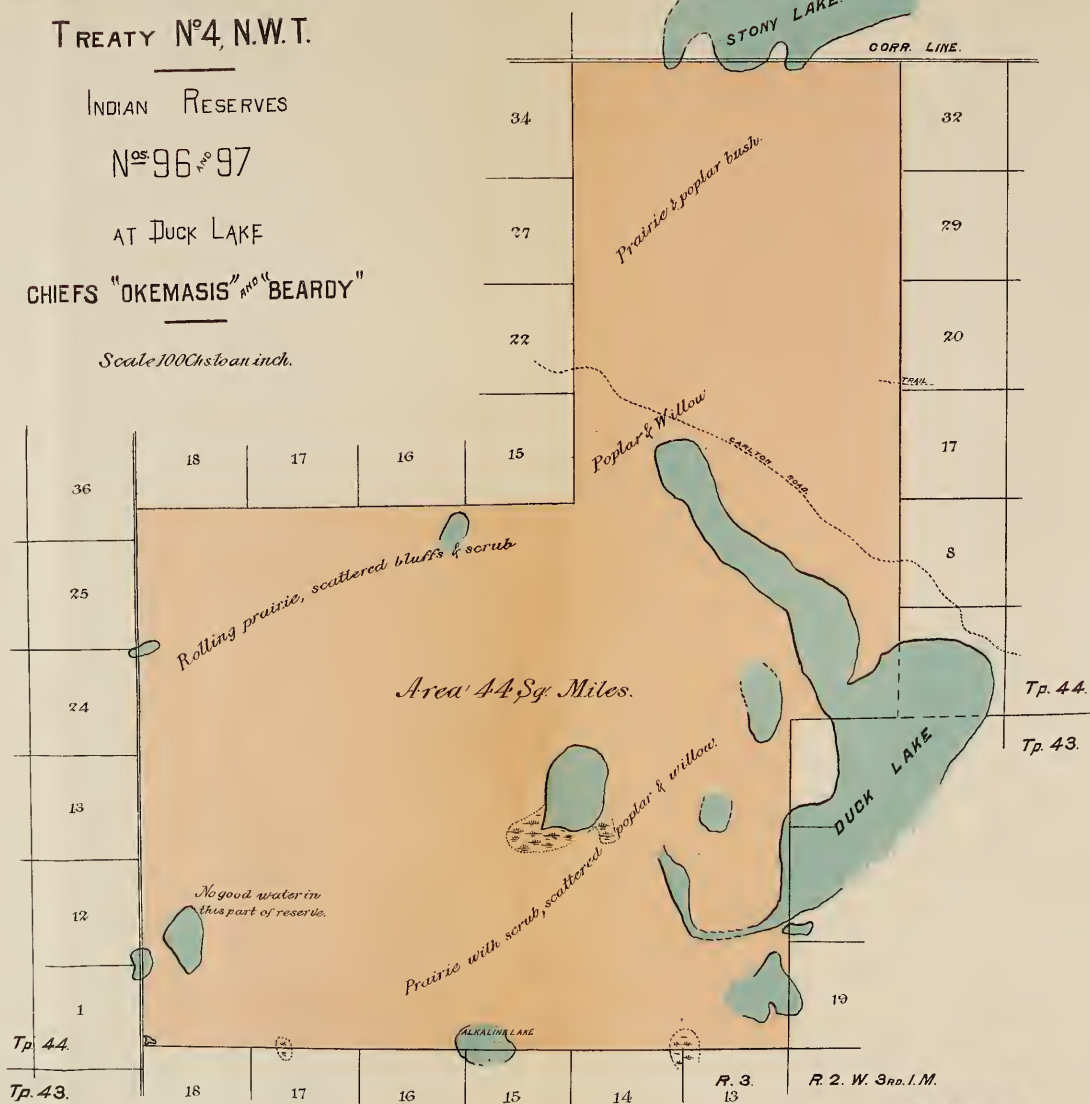 TREATY Nº4, N.W.T.
INDIAN RESERVES
Nos. 96 AND 97
AT DUCK LAKE
CHIEFS "OKEMASIS" AND "BEARDY"
Scale 100 Chs to an inch.
STONY LAKE.
CORR. LINE.
34
32
Prairie & poplar bush.
27
29
22
20
TRAIL
Poplar & Willow
CARLTON ROAD.
18
17
16
15
17
36
Rolling prairie, scattered bluffs & scrub
8
25
Area 44 Sq. Miles.
24
Tp. 44.
Tp. 43.
DUCK LAKE
13
Prairie with scrub, scattered poplar & willow.
No good water in
this part of reserve.
12
1
19
ALKALINE LAKE
Tp. 44.
Tp. 43.
18
17
16
15
14
13
R. 3.
R. 2. W. 3RD. I. M.